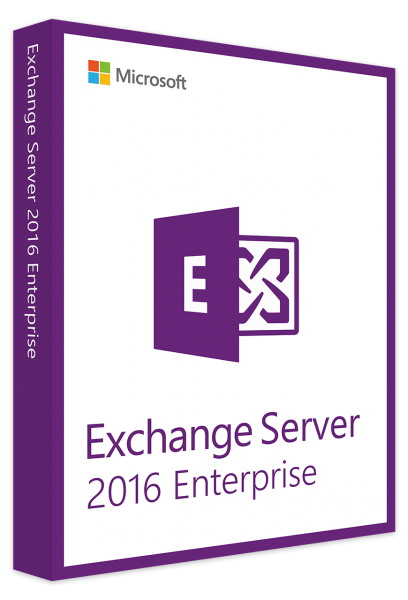 Exchange Server 2016 Enterprise
Microsoft
E
Exchange Server
2016 Enterprise